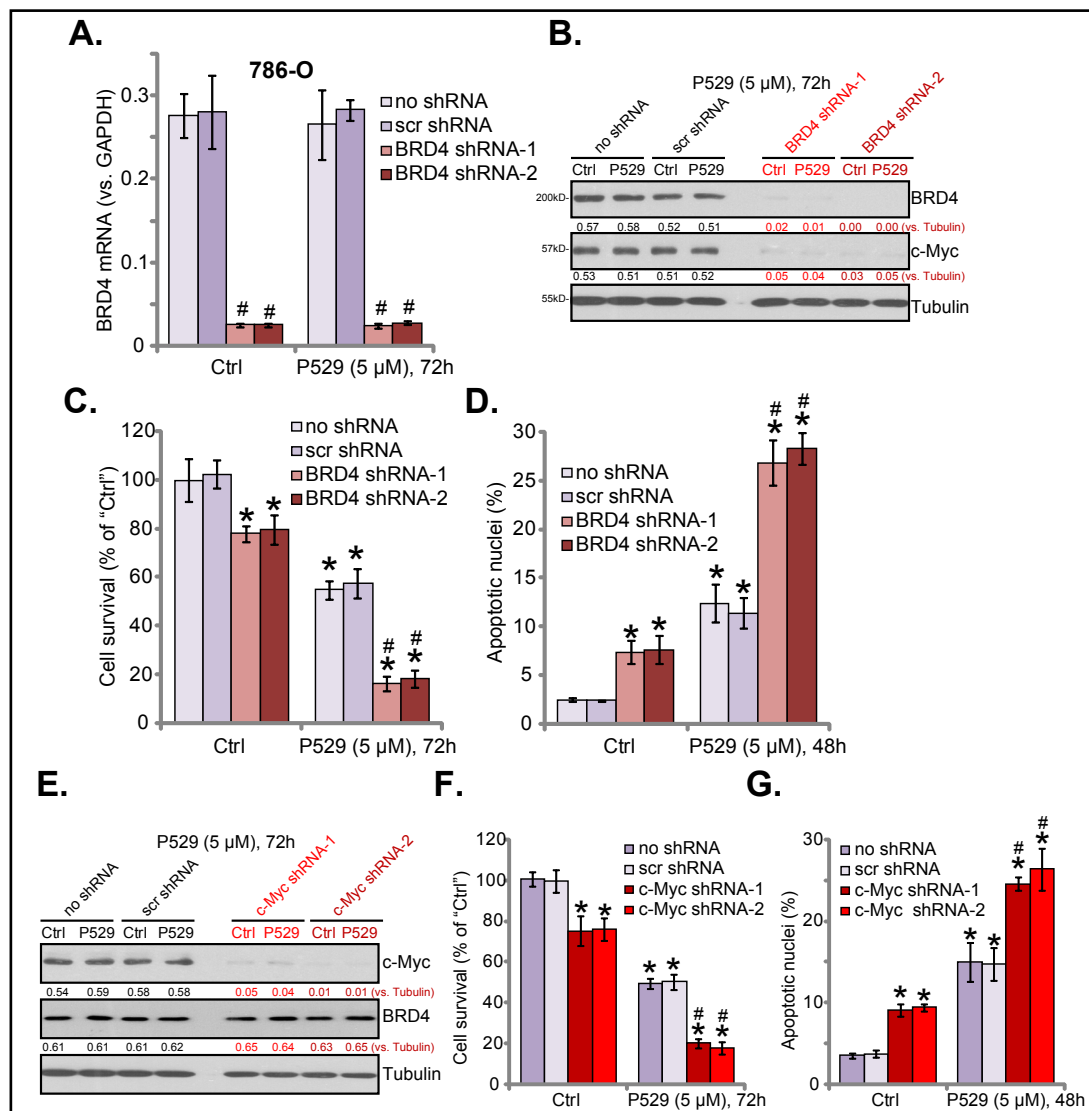 A.
786-O
BRD4 mRNA (vs. GAPDH)
0.3
0.2
0.1
0
no shRNA
scr shRNA
BRD4 shRNA-1
BRD4 shRNA-2
# #
# #
Ctrl
P529 (5 µM), 72h
B.
P529 (5 µM), 72h
no shRNA
scr shRNA
BRD4 shRNA-1
BRD4 shRNA-2
Ctrl P529 Ctrl P529 Ctrl P529 Ctrl P529
200kD-
BRD4
0.57 0.58 0.52 0.51 0.02 0.01 0.00 0.00 (vs. Tubulin)
57kD-
c-Myc
0.53 0.51 0.51 0.52 0.05 0.04 0.03 0.05 (vs. Tubulin)
55kD-
Tubulin
C.
Cell survival (% of “Ctrl”)
120
100
80
60
40
20
0
no shRNA
scr shRNA
BRD4 shRNA-1
BRD4 shRNA-2
* *
* *
# #
* *
Ctrl
P529 (5 µM), 72h
D.
Apoptotic nuclei (%)
30
25
20
15
10
5
0
no shRNA
scr shRNA
BRD4 shRNA-1
BRD4 shRNA-2
* *
* *
# #
* *
Ctrl
P529 (5 µM), 48h
E.
P529 (5 µM), 72h
no shRNA
scr shRNA
c-Myc shRNA-1
c-Myc shRNA-2
Ctrl P529 Ctrl P529 Ctrl P529 Ctrl P529
c-Myc
0.54 0.59 0.58 0.58 0.05 0.04 0.01 0.01 (vs. Tubulin)
BRD4
0.61 0.61 0.61 0.62 0.65 0.64 0.63 0.65 (vs. Tubulin)
Tubulin
F.
Cell survival (% of “Ctrl”)
120
100
80
60
40
20
0
no shRNA
scr shRNA
c-Myc shRNA-1
c-Myc shRNA-2
* *
* *
# #
* *
Ctrl
P529 (5 µM), 72h
G.
Apoptotic nuclei (%)
30
20
10
0
no shRNA
scr shRNA
c-Myc shRNA-1
c-Myc shRNA-2
* *
* *
# #
* *
Ctrl
P529 (5 µM), 48h